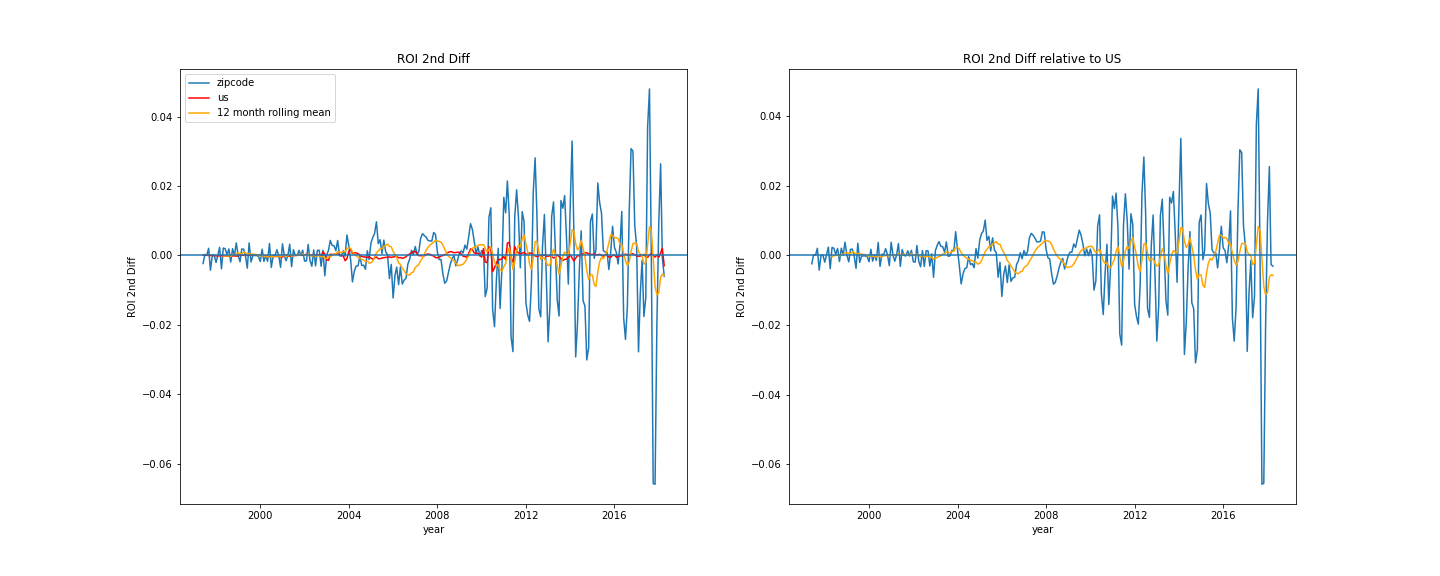 ROI 2nd Diff
zipcode
us
12 month rolling mean
0.04
0.02
0.00
−0.02
−0.04
−0.06
ROI 2nd Diff
2000
2004
2008
2012
2016
year
ROI 2nd Diff relative to US
0.04
0.02
0.00
−0.02
−0.04
−0.06
ROI 2nd Diff
2000
2004
2008
2012
2016
year